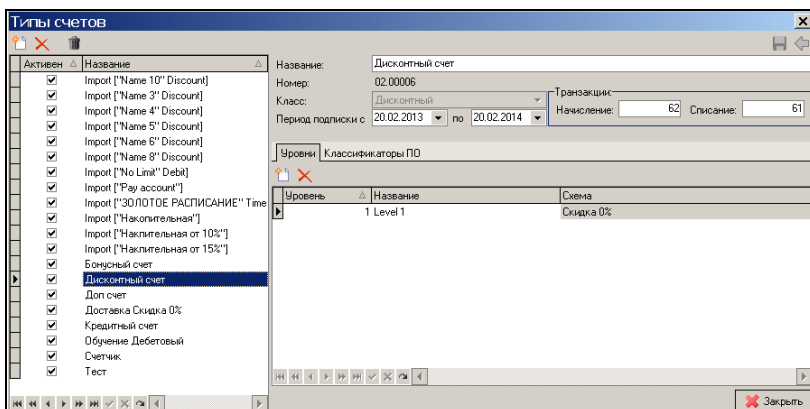 Типы счетов
Активен Название
Import ["Name 10" Discount]
Import ["Name 3" Discount]
Import ["Name 4" Discount]
Import ["Name 5" Discount]
Import ["Name 6" Discount]
Import ["Name 8" Discount]
Import ["No Limit" Debit]
Import ["Pay account"]
Import ["ЗОЛОТОЕ РАСПИСАНИЕ" Time
Import ["Накопительная"]
Import ["Накпительная от 10%"]
Import ["Накпительная от 15%"]
Бонусный счет
Дисконтный счет
Доп счет
Доставка Скидка 0%
Кредитный счет
Обучение Дебетовый
Счетчик
Тест
Название: Дисконтный счет
Номер: 02.00006
Класс: Дисконтный
Период подписки с 20.02.2013 по 20.02.2014
Транзакции:
Начисление: 62 Списание: 61
Уровни Классификаторы ПО
Уровень Название Схема
1 Level 1 Скидка 0%
Закрыть